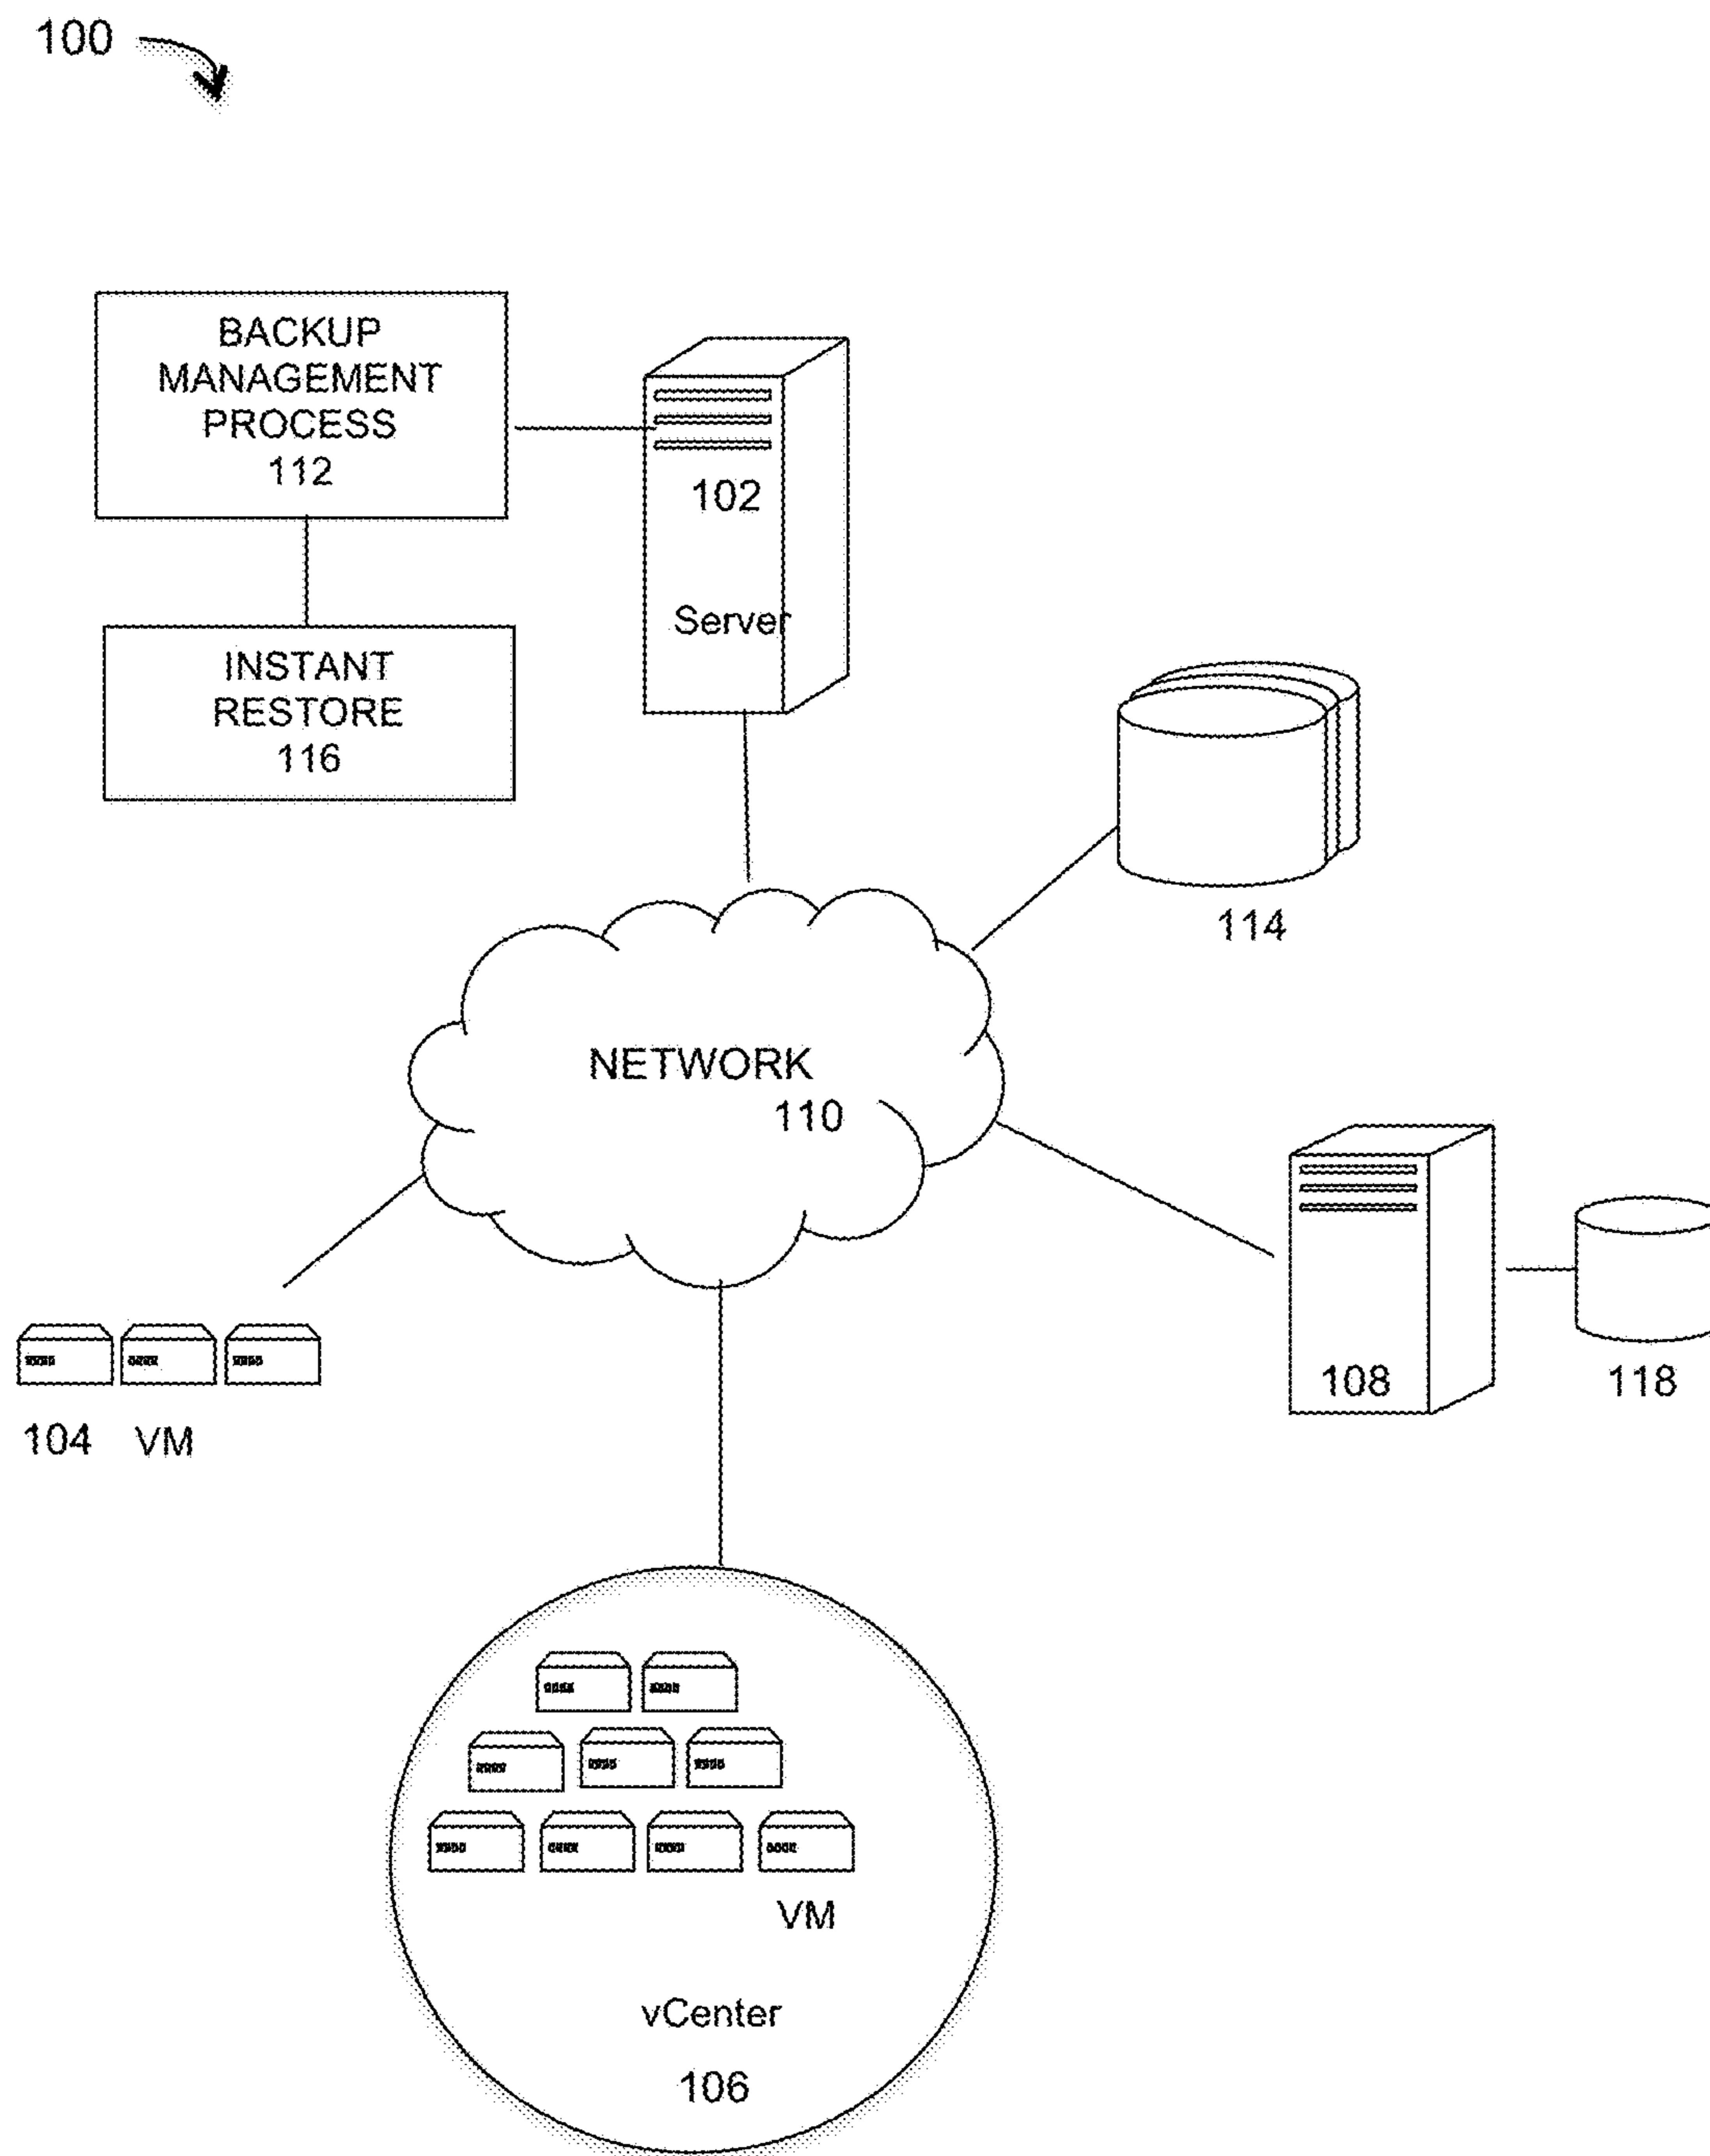 100
BACKUP
MANAGEMENT
PROCESS
112
102
Server
INSTANT
RESTORE
116
114
NETWORK
110
108
118
104 VM
VM
vCenter
106